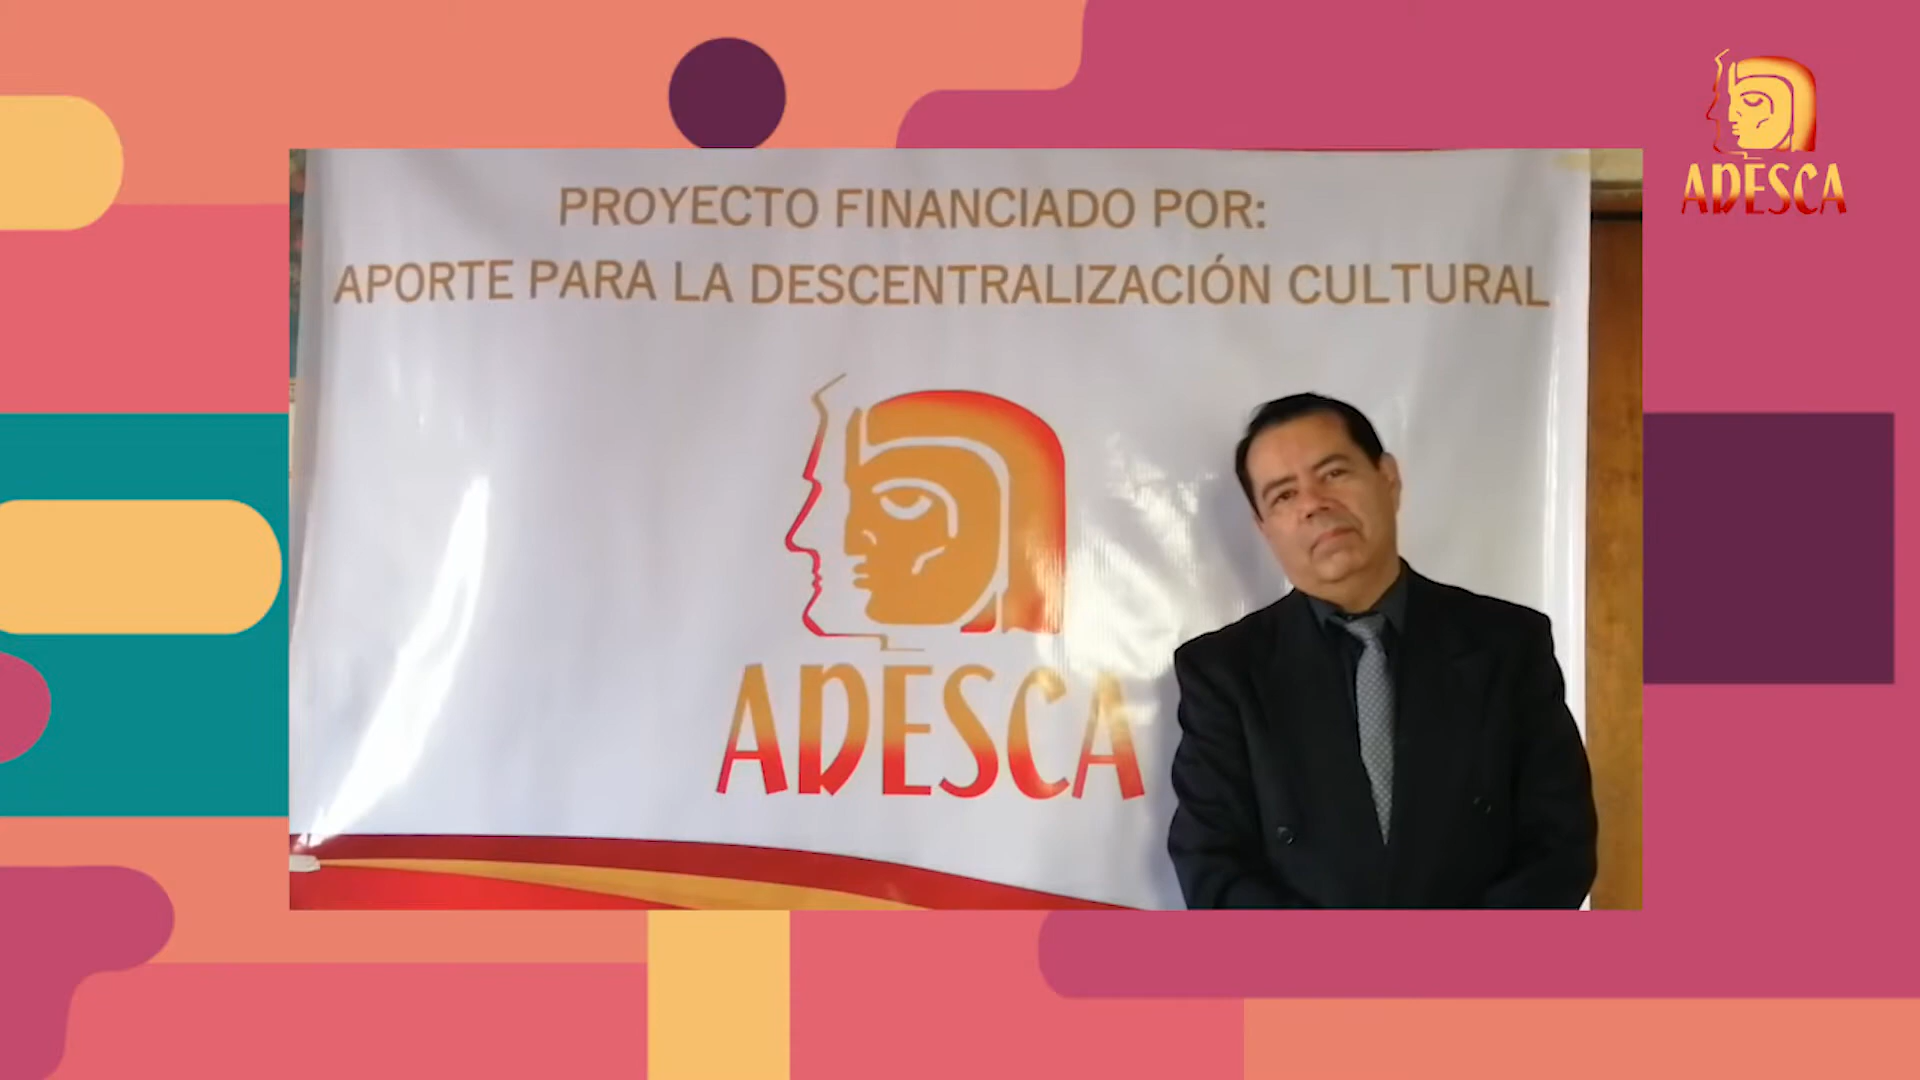 PROYECTO FINANCIADO POR:
APORTE PARA LA DESCENTRALIZACIÓN CULTURAL
ADESCA
ADESCA